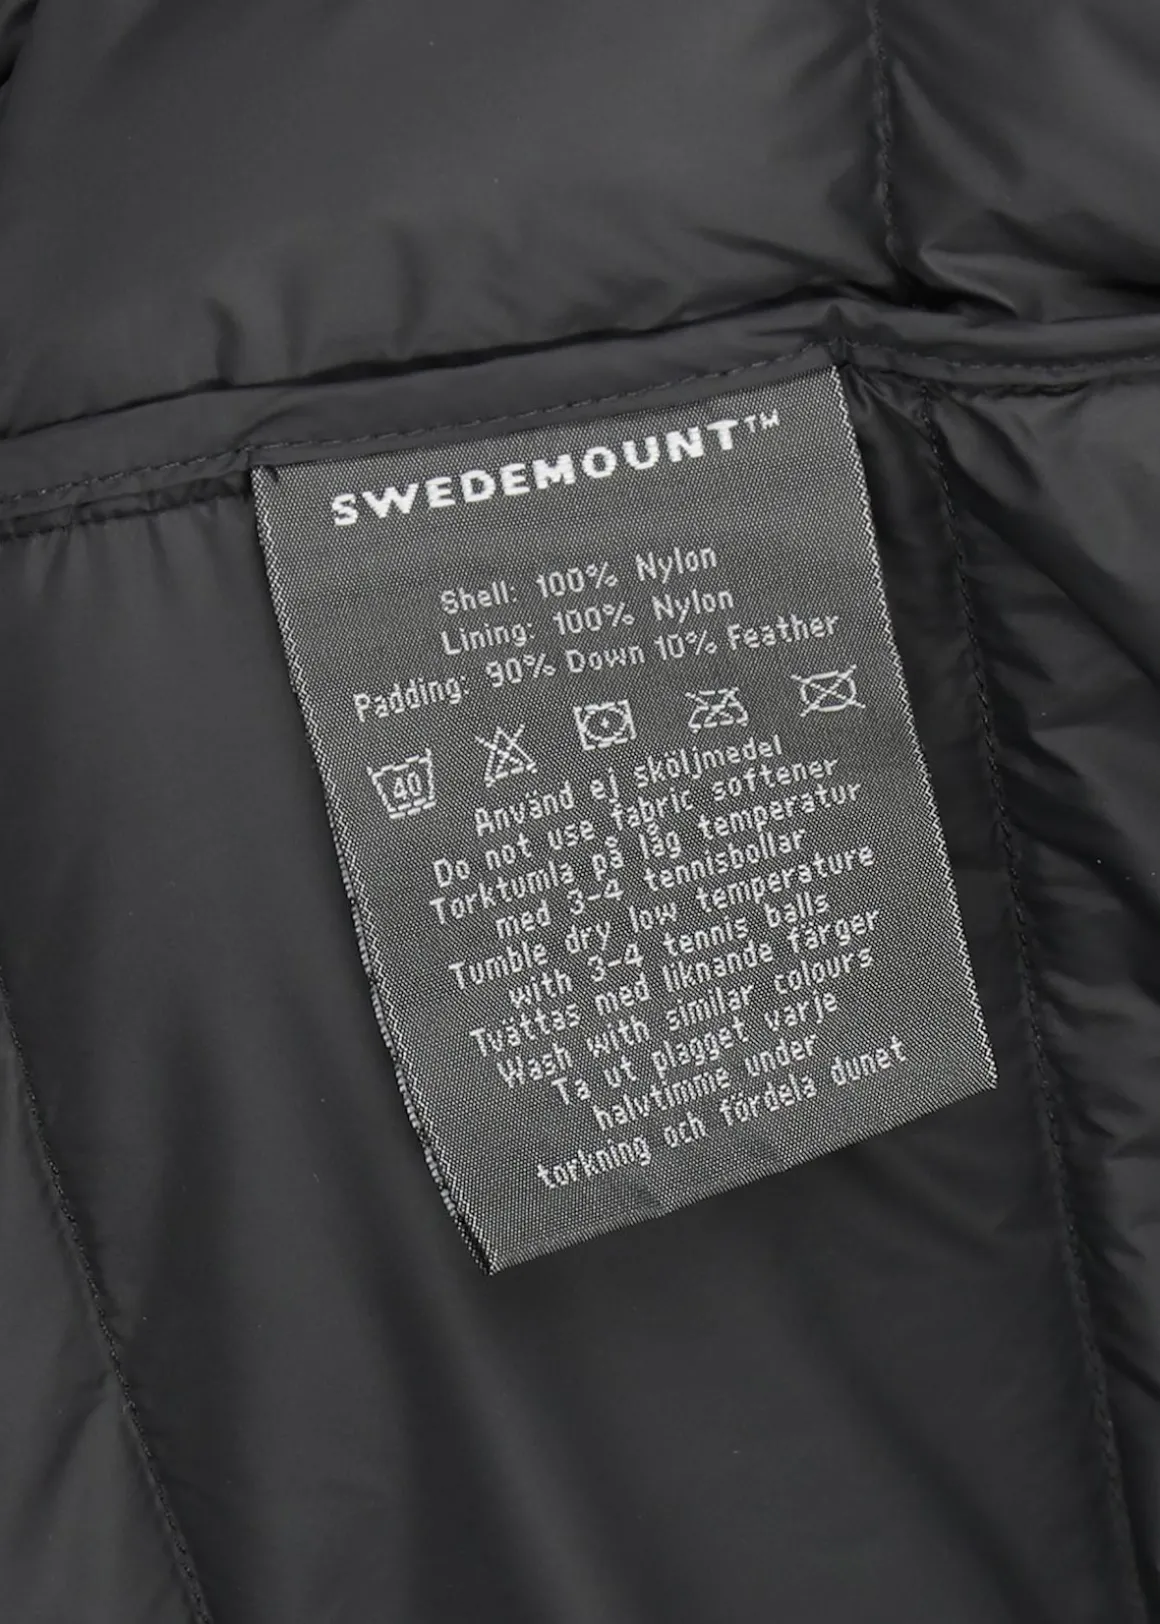 SWEDEMOUNT™
Shell: 100% Nylon
Lining: 100% Nylon
Padding: 90% Down 10% Feather
40
Använd ej sköljmedel
Do not use fabric softener
Torktumla på låg temperatur
med 3-4 tennisbollar
Tumble dry low temperature
with 3-4 tennis balls
Tvättas med liknande färger
Wash with similar colours
Ta ut plagget varje
halvtimme under
torkning och fördela dunet